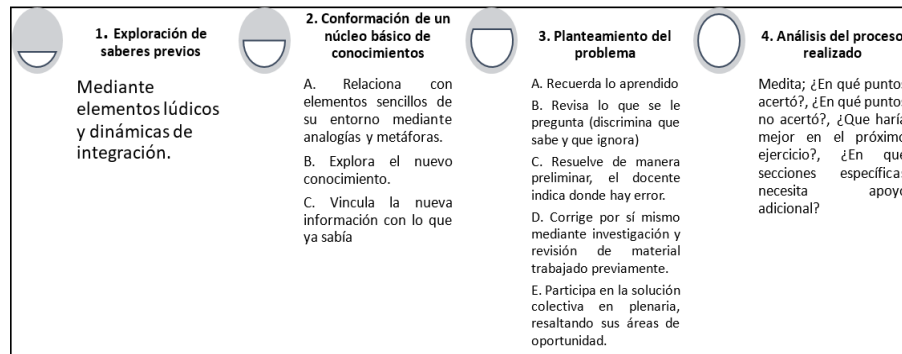 1. Exploración de
saberes previos
Mediante
elementos lúdicos
y dinámicas de
integración.
2. Conformación de un
núcleo básico de
conocimientos
A. Relaciona con
elementos sencillos de
su entorno mediante
analogías y metáforas.
B. Explora el nuevo
conocimiento.
C. Vincula la nueva
información con lo que
ya sabía
3. Planteamiento del
problema
A. Recuerda lo aprendido
B. Revisa lo que se le
pregunta (discrimina que
sabe y que ignora)
C. Resuelve de manera
preliminar, el docente
indica donde hay error.
D. Corrige por sí mismo
mediante investigación y
revisión de material
trabajado previamente.
E. Participa en la solución
colectiva en plenaria,
resaltando sus áreas de
oportunidad.
4. Análisis del proceso
realizado
Medita; ¿En qué puntos
acertó?, ¿En qué puntos
no acertó?, ¿Que haría
mejor en el próximo
ejercicio?, ¿En que
secciones específicas
necesita apoyo
adicional?